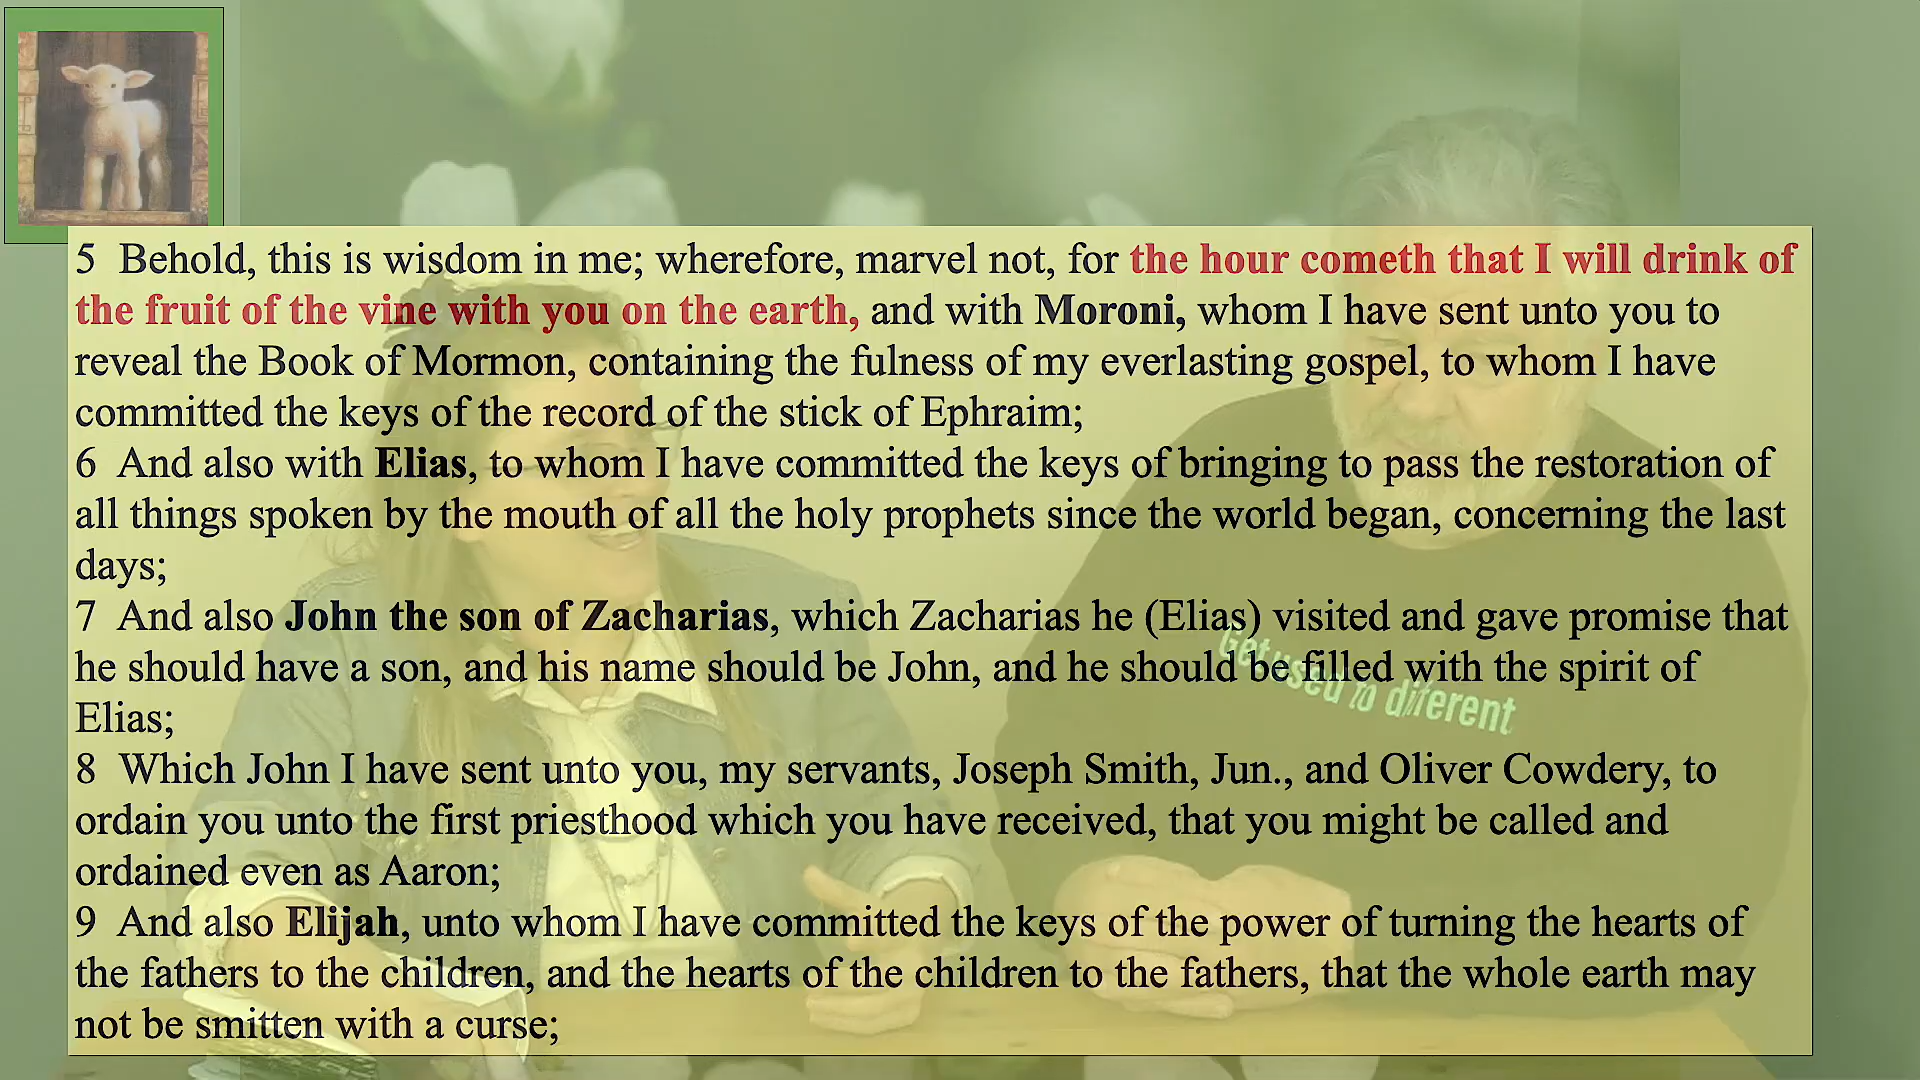 5 Behold, this is wisdom in me; wherefore, marvel not, for the hour cometh that I will drink of
the fruit of the vine with you on the earth, and with Moroni, whom I have sent unto you to
reveal the Book of Mormon, containing the fulness of my everlasting gospel, to whom I have
committed the keys of the record of the stick of Ephraim;
6 And also with Elias, to whom I have committed the keys of bringing to pass the restoration of
all things spoken by the mouth of all the holy prophets since the world began, concerning the last
days;
7 And also John the son of Zacharias, which Zacharias he (Elias) visited and gave promise that
he should have a son, and his name should be John, and he should be filled with the spirit of
Elias;
8 Which John I have sent unto you, my servants, Joseph Smith, Jun., and Oliver Cowdery, to
ordain you unto the first priesthood which you have received, that you might be called and
ordained even as Aaron;
9 And also Elijah, unto whom I have committed the keys of the power of turning the hearts of
the fathers to the children, and the hearts of the children to the fathers, that the whole earth may
not be smitten with a curse;
Get used to different